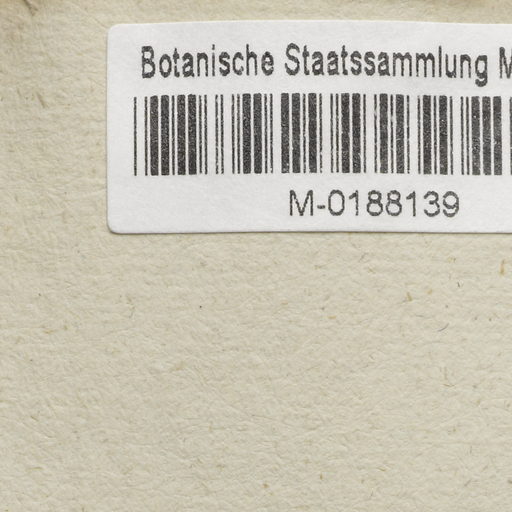 Botanische Staatssammlung M
M-0188139